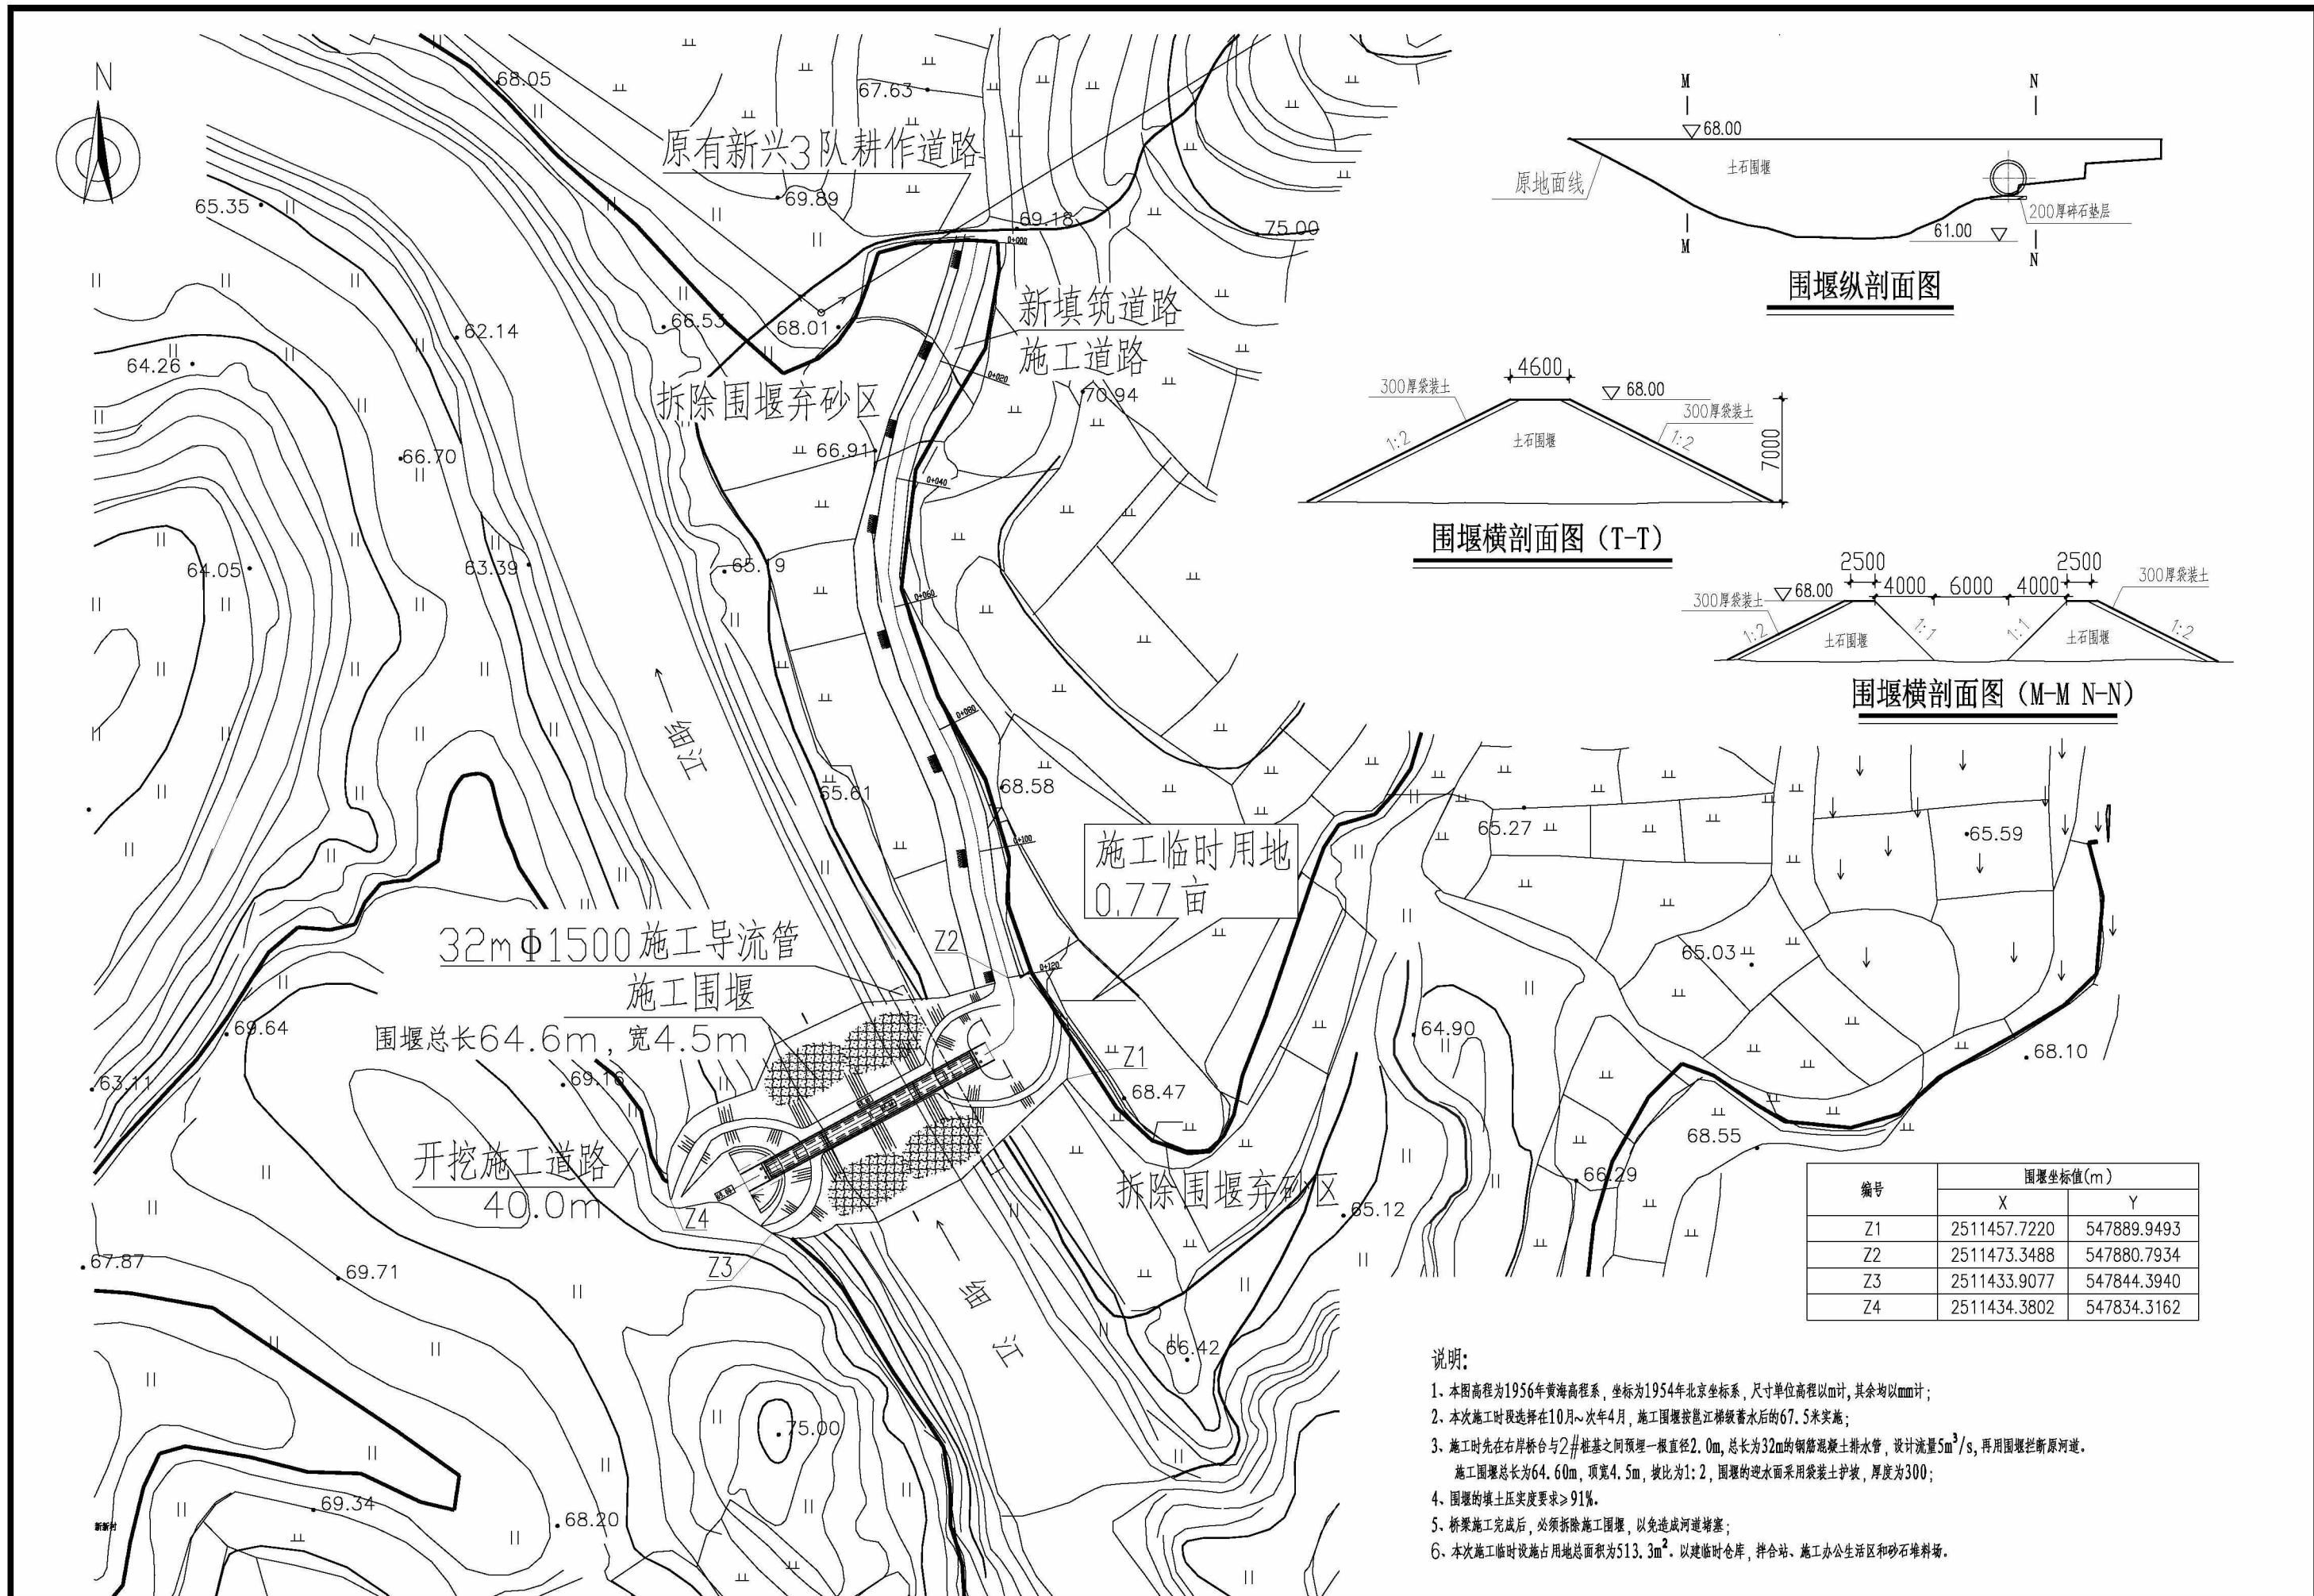 N
68.05
67.63
原有新兴3队耕作道路
69.89
65.35
69.18
0+000
75.00
新填筑道路
施工道路
66.53
68.01
62.14
64.26
0+020
拆除围堰弃砂区
70.94
66.91
66.70
0+040
64.05
63.39
65.19
0+060
细江
0+080
65.61
68.58
0+100
施工临时用地
0.77亩
32mΦ1500施工导流管
Z2
0+120
施工围堰
围堰总长64.6m，宽4.5m
69.64
63.11
69.16
Z1
68.47
开挖施工道路
40.0m
Z4
Z3
拆除围堰弃砂区
65.12
67.87
69.71
细江
66.42
75.00
69.34
68.20
新新村
65.27
65.59
65.03
64.90
68.10
68.55
66.29
M
N
68.00
土石围堰
原地面线
200厚碎石垫层
61.00
M
N
围堰纵剖面图
4600
300厚袋装土
68.00
300厚袋装土
1:2
1:2
土石围堰
7000
围堰横剖面图（T-T）
2500
2500
300厚袋装土
68.00
4000
6000
4000
300厚袋装土
1:2
1:1
1:1
1:2
土石围堰
土石围堰
围堰横剖面图（M-M N-N）
编号 围堰坐标值(m)
X Y
Z1 2511457.7220 547889.9493
Z2 2511473.3488 547880.7934
Z3 2511433.9077 547844.3940
Z4 2511434.3802 547834.3162
说明：
1、本图高程为1956年黄海高程系，坐标为1954年北京坐标系，尺寸单位高程以m计，其余均以mm计；
2、本次施工时段选择在10月~次年4月，施工围堰按邕江梯级蓄水后的67.5米实施；
3、施工时先在右岸桥台与2#桩基之间预埋一根直径2.0m，总长为32m的钢筋混凝土排水管，设计流量5m³/s，再用围堰拦断原河道。
施工围堰总长为64.60m，顶宽4.5m，坡比为1:2，围堰的迎水面采用袋装土护坡，厚度为300；
4、围堰的填土压实度要求≥91%。
5、桥梁施工完成后，必须拆除施工围堰，以免造成河道堵塞；
6、本次施工临时设施占用地总面积为513.3m²。以建临时仓库，拌合站、施工办公生活区和砂石堆料场。